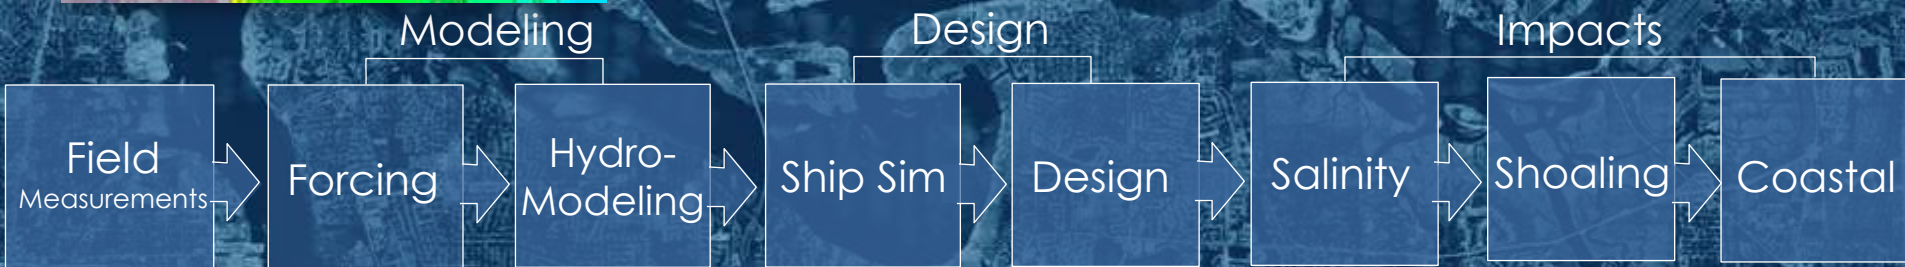 Modeling
Design
Impacts
Field
Measurements
Forcing
Hydro-
Modeling
Ship Sim
Design
Salinity
Shoaling
Coastal